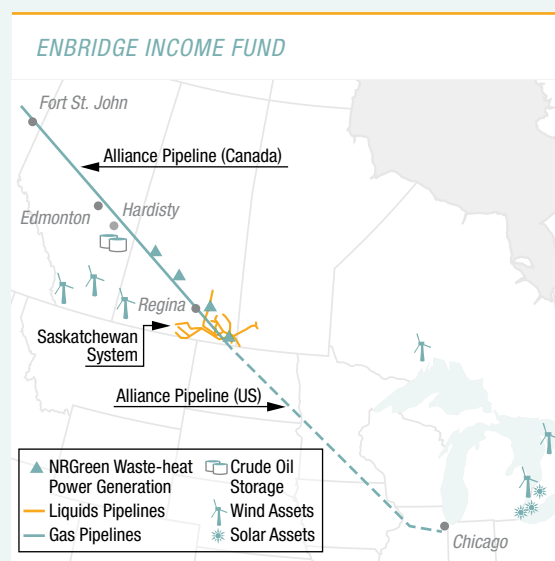 ENBRIDGE INCOME FUND
Fort St. John
Alliance Pipeline (Canada)
Edmonton
Hardisty
Regina
Saskatchewan
System
Alliance Pipeline (US)
NRGreen Waste-heat
Power Generation
Liquids Pipelines
Gas Pipelines
Crude Oil
Storage
Wind Assets
Solar Assets
Chicago